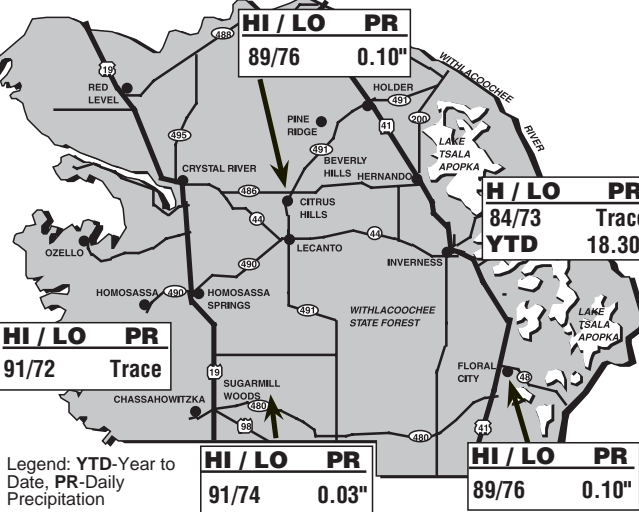 HI / LO PR
89/76 0.10"
488
19
RED
LEVEL
HOLDER
491
WITHLACOOCHEE
RIVER
PINE
RIDGE
41
200
495
491
LAKE
TSALA
APOPKA
BEVERLY
HILLS
CRYSTAL RIVER
HERNANDO
486
H / LO PR
84/73 Trace
YTD 18.30
CITRUS
HILLS
44
44
LECANTO
OZELLO
INVERNESS
490
HOMOSASSA
490
HOMOSASSA
SPRINGS
491
WITHLACOOCHEE
STATE FOREST
LAKE
TSALA
APOPKA
HI / LO PR
91/72 Trace
19
FLORAL
CITY
48
SUGARMILL
WOODS
CHASSAHOWITZKA
480
98
41
480
HI / LO PR
91/74 0.03"
HI / LO PR
89/76 0.10"
Legend: YTD-Year to
Date, PR-Daily
Precipitation